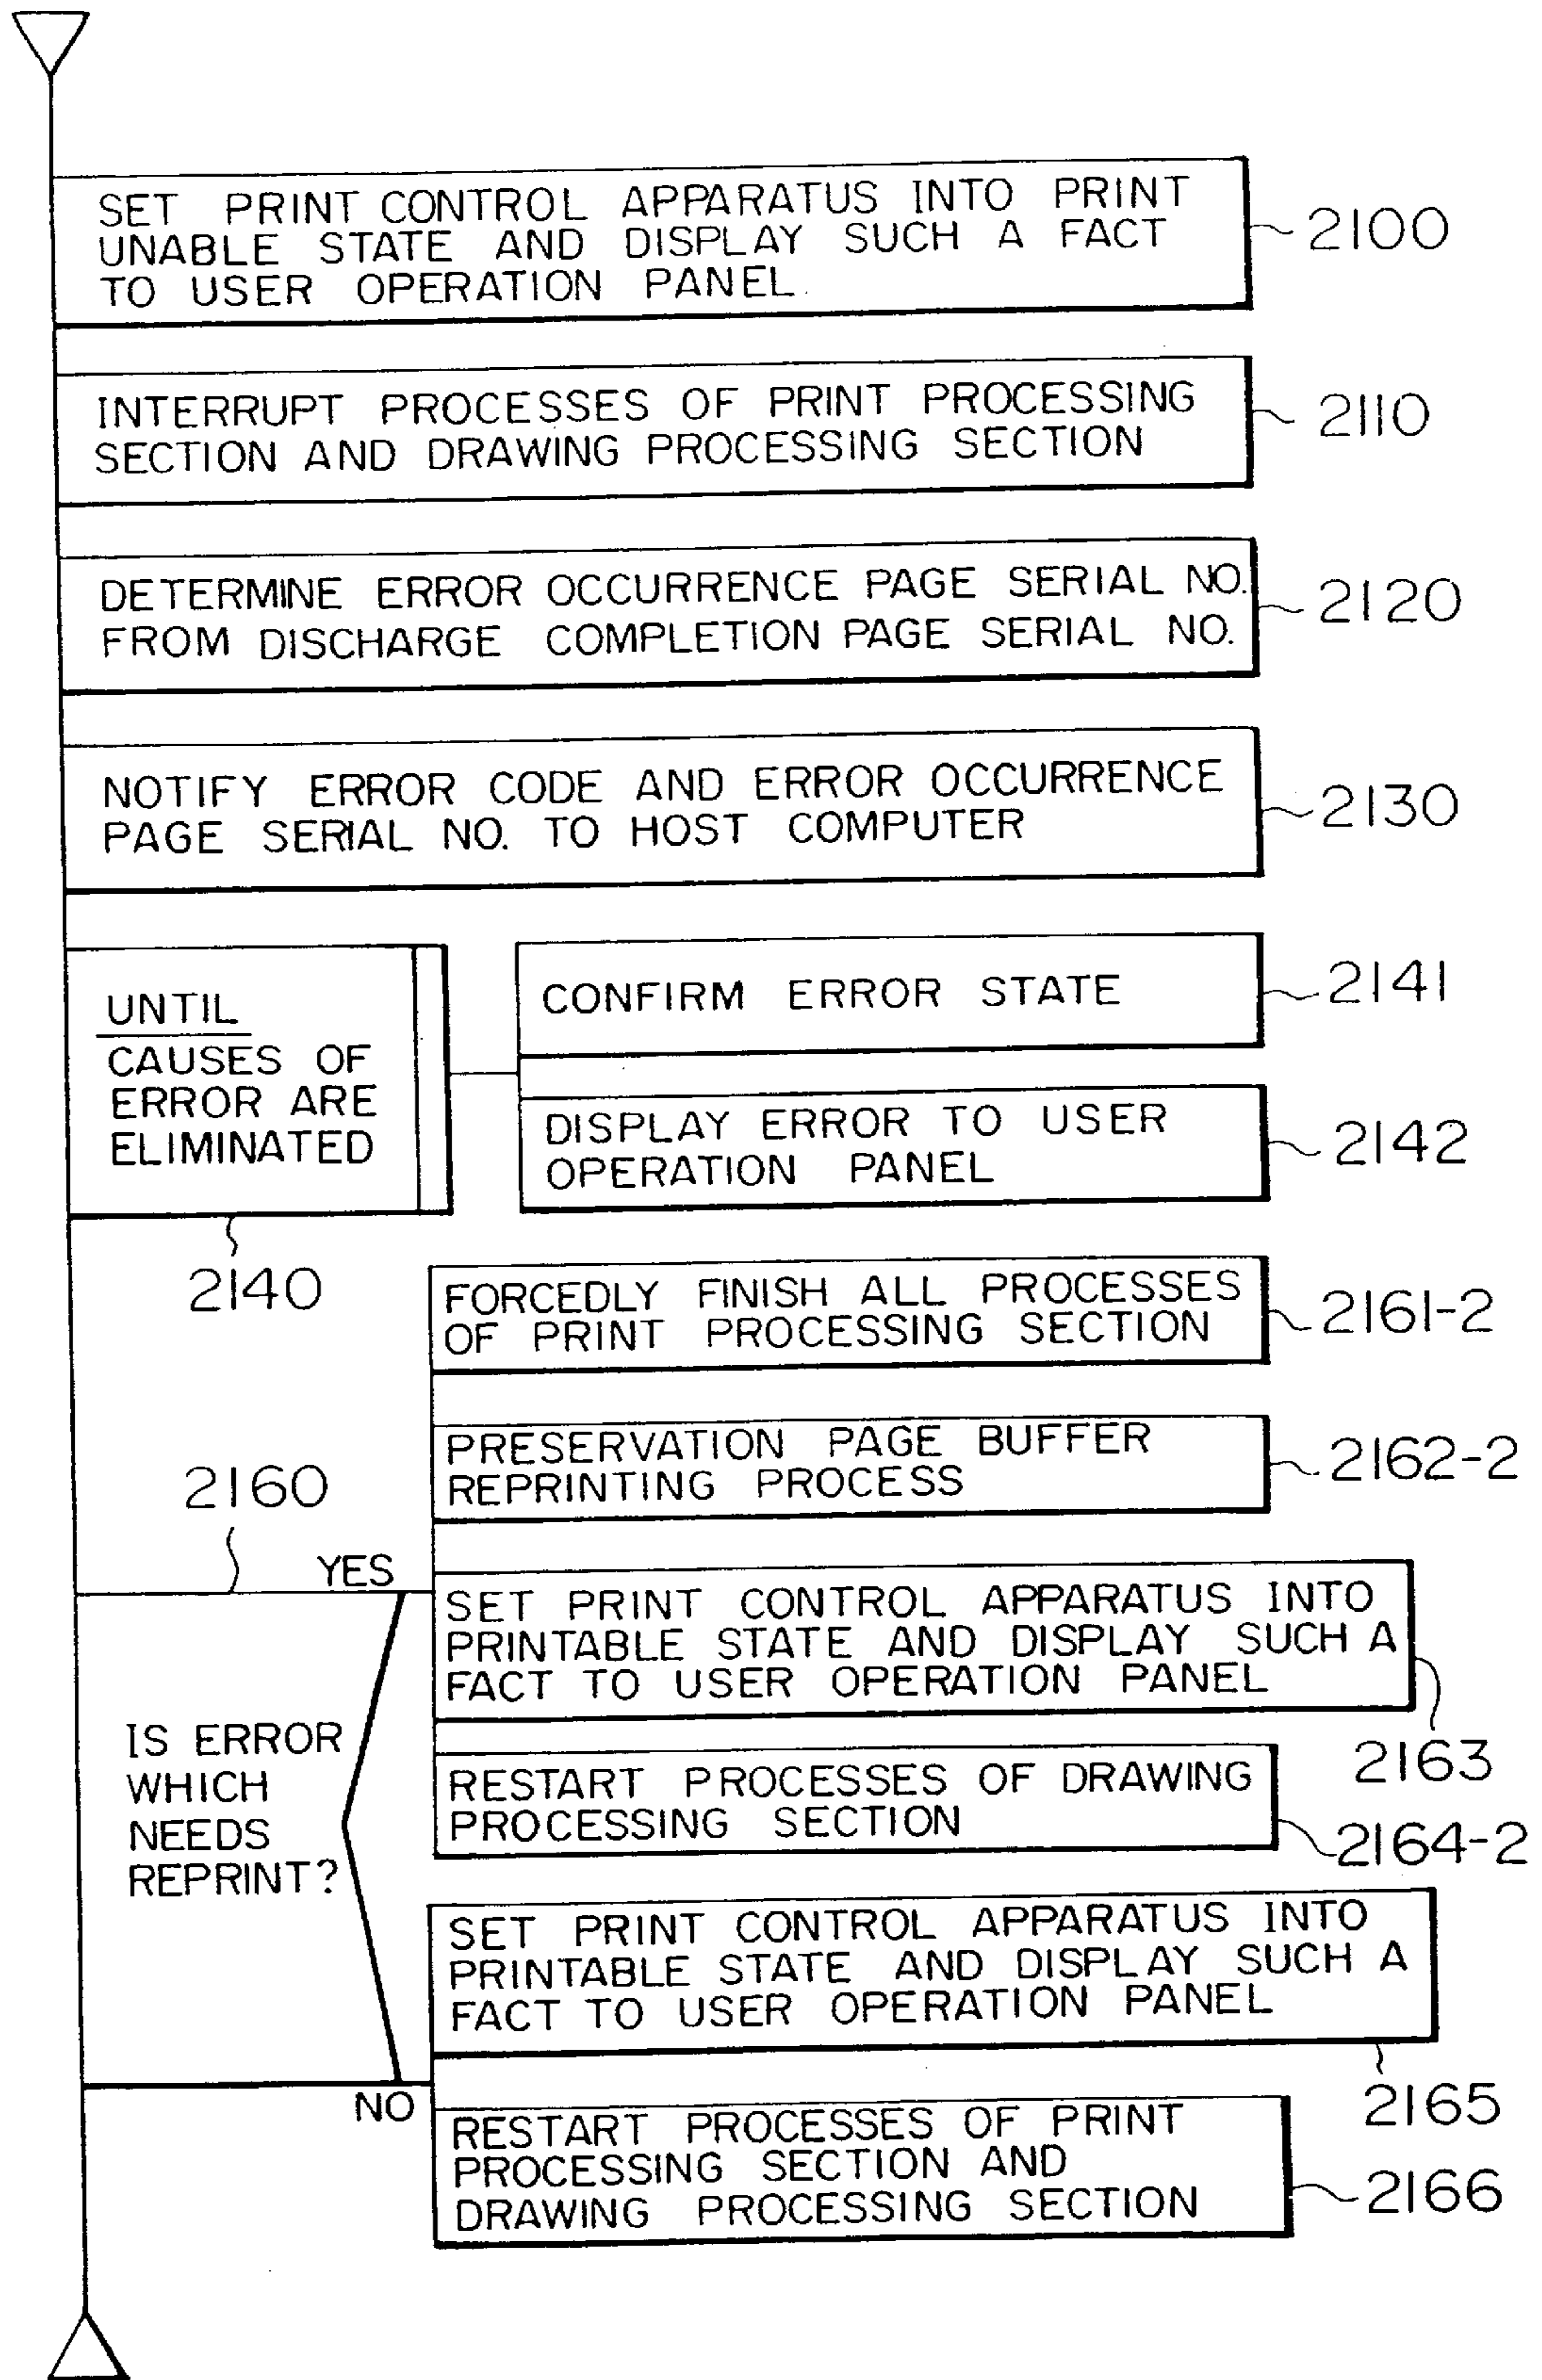 SET PRINT CONTROL APPARATUS INTO PRINT
UNABLE STATE AND DISPLAY SUCH A FACT
TO USER OPERATION PANEL
2100
INTERRUPT PROCESSES OF PRINT PROCESSING
SECTION AND DRAWING PROCESSING SECTION
2110
DETERMINE ERROR OCCURRENCE PAGE SERIAL NO.
FROM DISCHARGE COMPLETION PAGE SERIAL NO.
2120
NOTIFY ERROR CODE AND ERROR OCCURRENCE
PAGE SERIAL NO. TO HOST COMPUTER
2130
UNTIL
CAUSES OF
ERROR ARE
ELIMINATED
2140
CONFIRM ERROR STATE
2141
DISPLAY ERROR TO USER
OPERATION PANEL
2142
FORCEDLY FINISH ALL PROCESSES
OF PRINT PROCESSING SECTION
2161-2
PRESERVATION PAGE BUFFER
REPRINTING PROCESS
2162-2
2160
YES
IS ERROR
WHICH
NEEDS
REPRINT?
NO
SET PRINT CONTROL APPARATUS INTO
PRINTABLE STATE AND DISPLAY SUCH A
FACT TO USER OPERATION PANEL
2163
RESTART PROCESSES OF DRAWING
PROCESSING SECTION
2164-2
SET PRINT CONTROL APPARATUS INTO
PRINTABLE STATE AND DISPLAY SUCH A
FACT TO USER OPERATION PANEL
2165
RESTART PROCESSES OF PRINT
PROCESSING SECTION AND
DRAWING PROCESSING SECTION
2166